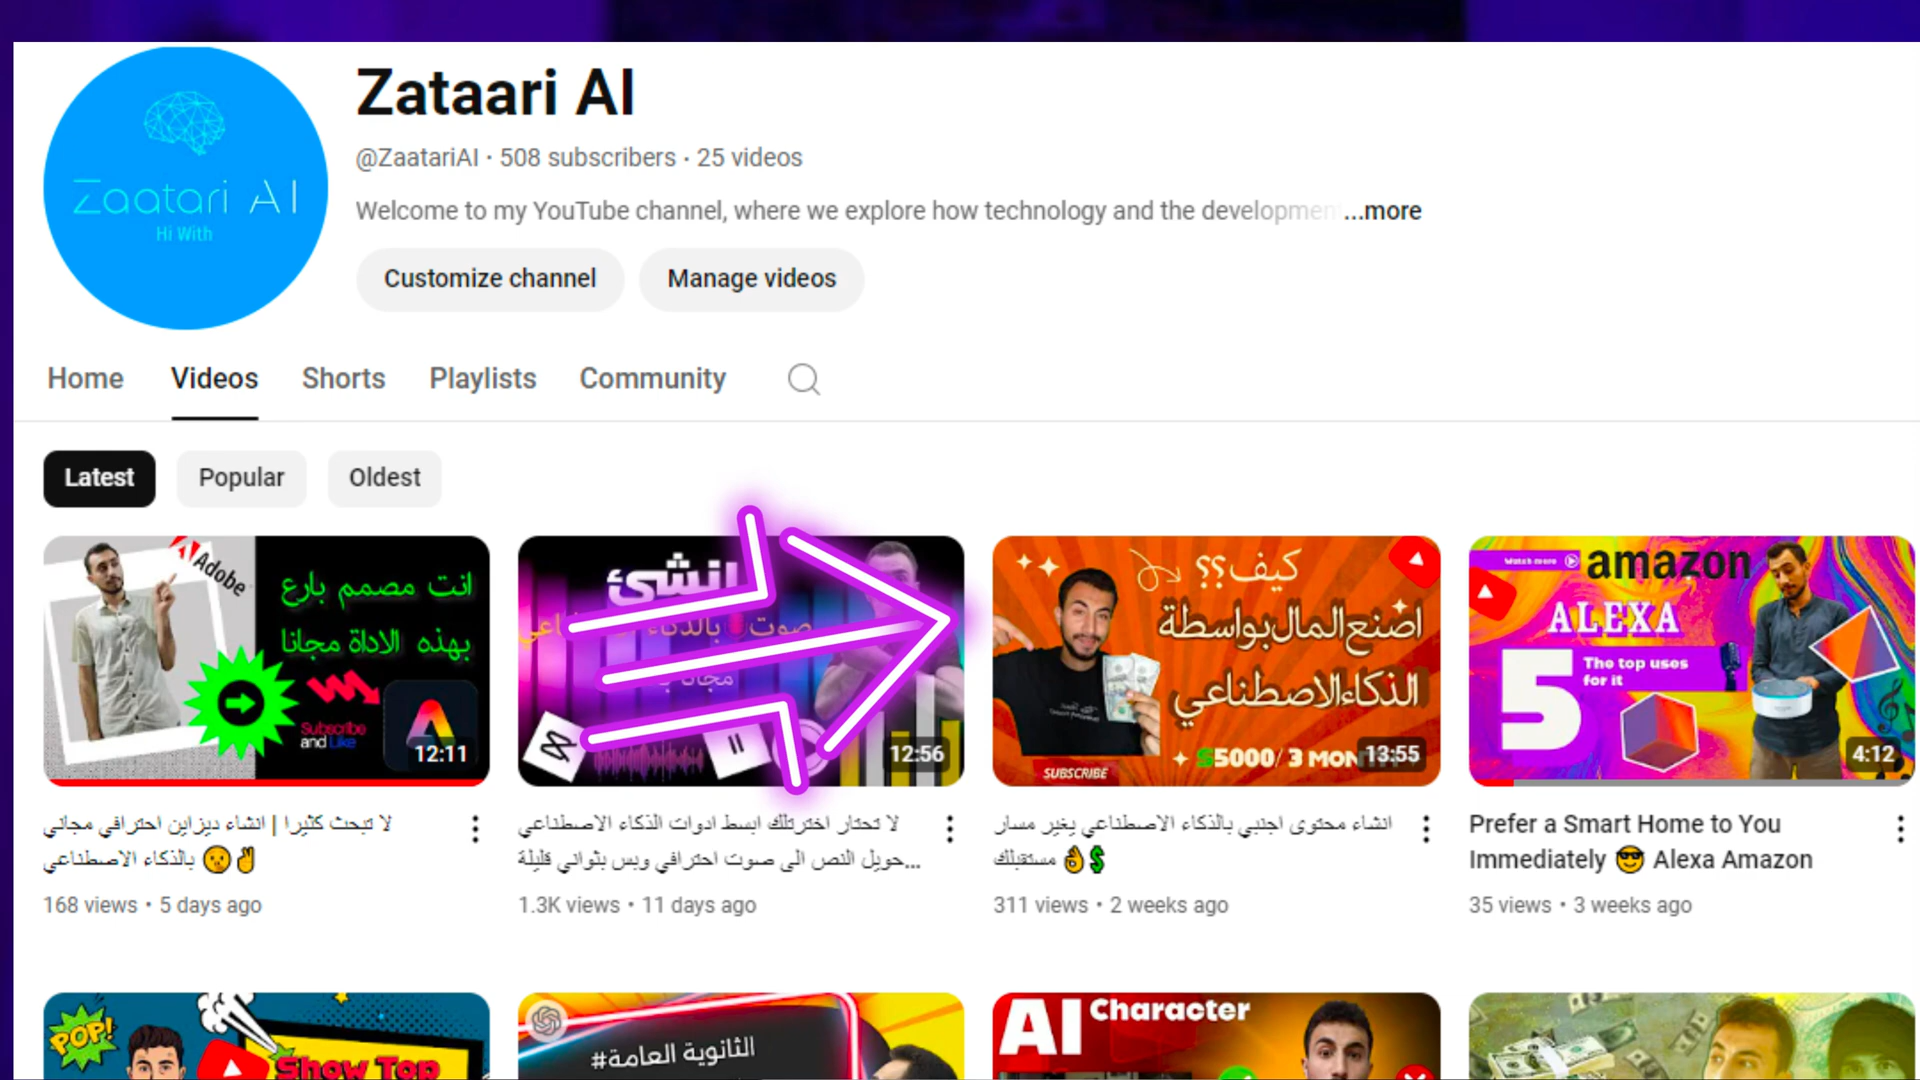 Zataari AI
@ZaatariAI · 508 subscribers · 25 videos
Welcome to my YouTube channel, where we explore how technology and the developmen ...more
Customize channel
Manage videos
Zaatari AI
Hi With
Home
Videos
Shorts
Playlists
Community
Latest
Popular
Oldest
Adobe
انت مصمم بارع
بهذه الاداة مجانا
Subscribe
and Like
12:11
انشئ
صوت بالذكاء
12:56
كيف؟؟
اصنع المال بواسطة
الذكاء الاصطناعي
$5000/ 3 MON
SUBSCRIBE
13:55
Watch more
amazon
ALEXA
5 The top uses
for it
4:12
لا تبحث كثيرا | انشاء ديزاين احترافي مجاني
بالذكاء الاصطناعي 😗✌
168 views • 5 days ago
لا تحتار اخترتلك ابسط ادوات الذكاء الاصطناعي
حويل النص الى صوت احترافي وبس بثواني قليلة...
1.3K views • 11 days ago
انشاء محتوى اجنبي بالذكاء الاصطناعي يغير مسار
مستقبلك 👌💲
311 views • 2 weeks ago
Prefer a Smart Home to You
Immediately 😎 Alexa Amazon
35 views • 3 weeks ago
POP!
Show Top
#الثانوية العامة
AI Character